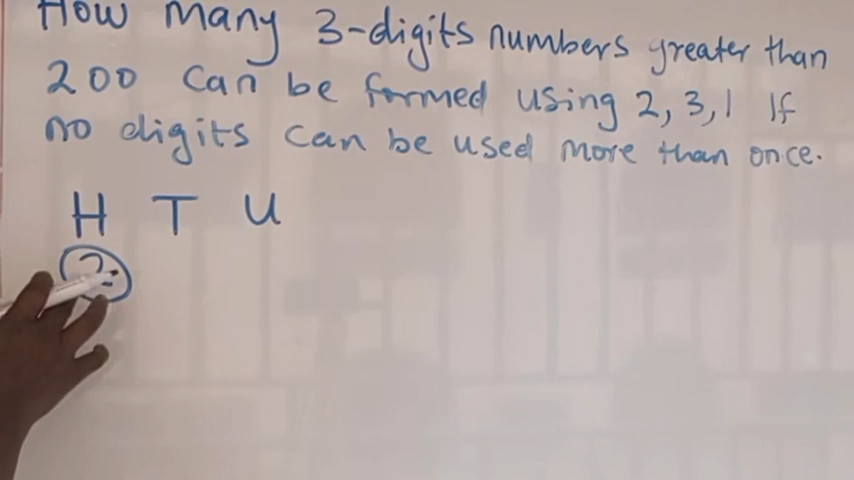 How many 3-digits numbers greater than
200 can be formed using 2, 3, 1 If
no digits can be used more than once.
H T U
2